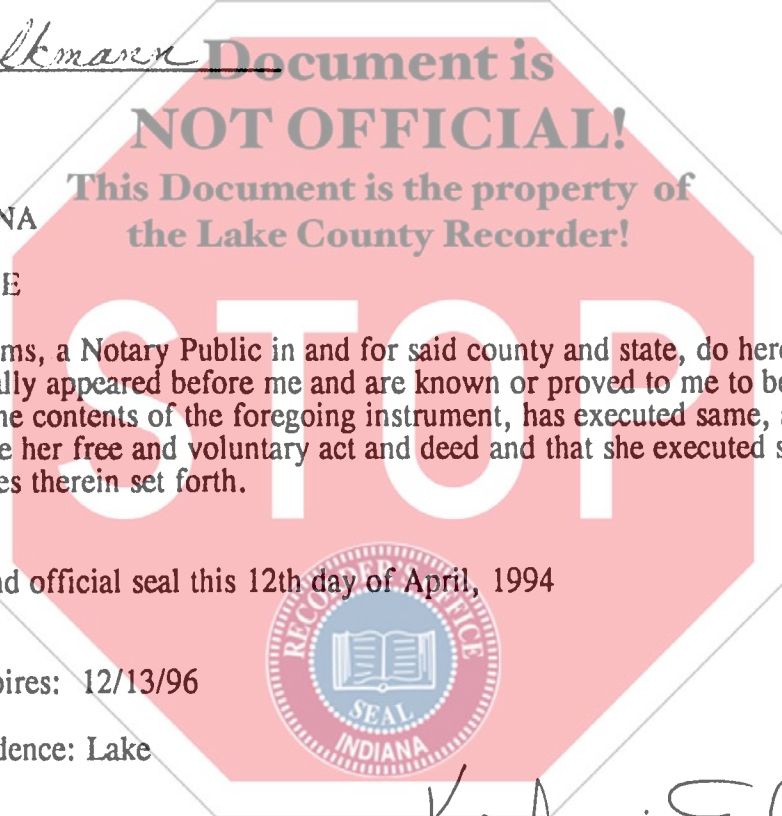 lkmann
Document is
NOT OFFICIAL!
This Document is the property of
the Lake County Recorder!
NA
E
STOP
ms, a Notary Public in and for said county and state, do here
ally appeared before me and are known or proved to me to be
he contents of the foregoing instrument, has executed same, a
e her free and voluntary act and deed and that she executed s
es therein set forth.
nd official seal this 12th day of April, 1994
RECORDER'S OFFICE
SEAL
INDIANA
pires: 12/13/96
dence: Lake